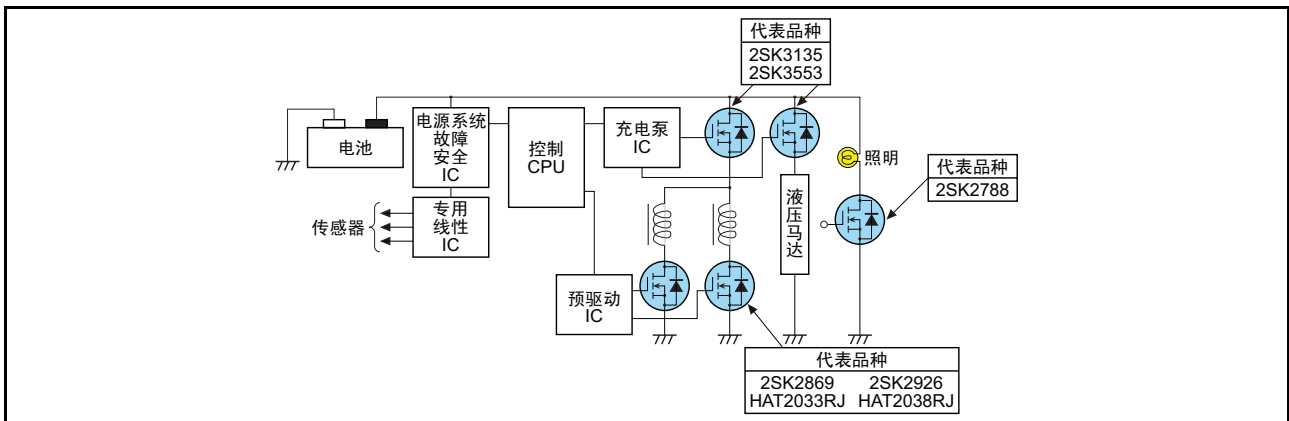 代表品种
2SK3135
2SK3553
电池
电源系统
故障
安全
IC
控制
CPU
充电泵
IC
照明
代表品种
2SK2788
传感器
专用
线性
IC
液压马达
预驱动
IC
代表品种
2SK2869 2SK2926
HAT2033RJ HAT2038RJ